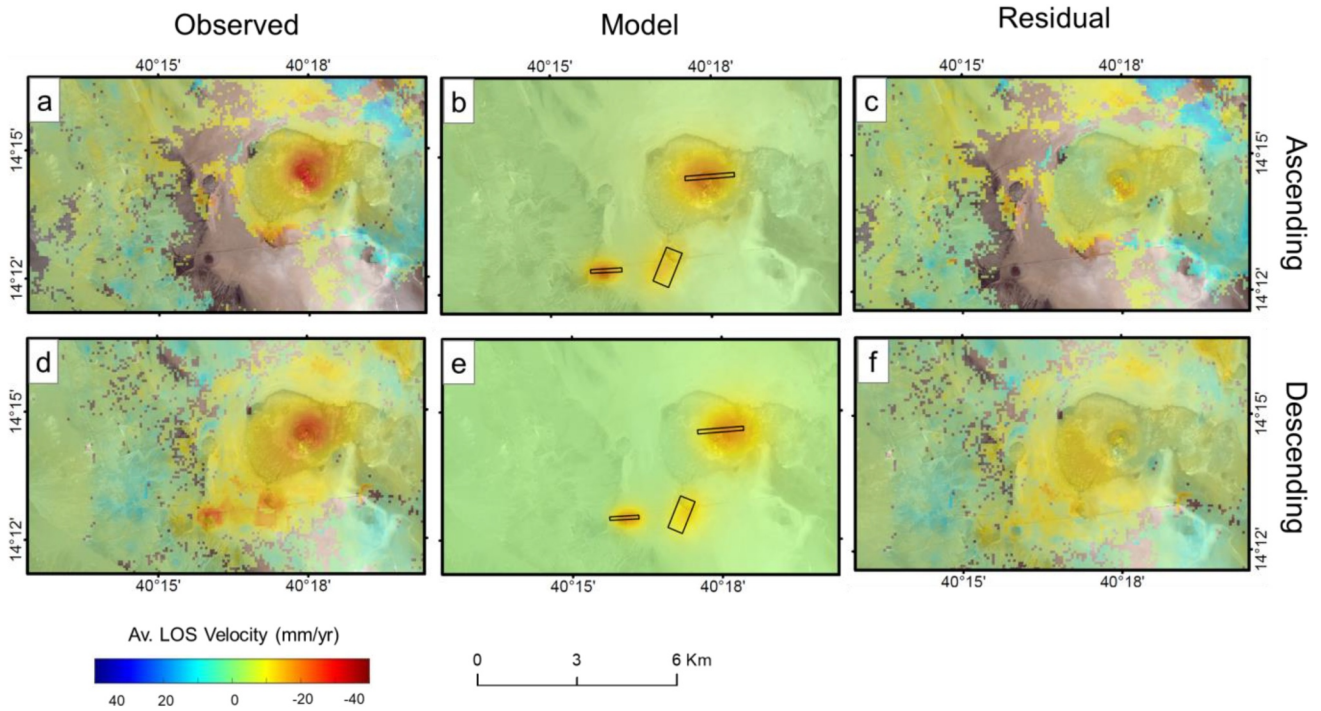 Observed Model Residual
40°15' 40°18' 40°15' 40°18' 40°15' 40°18'
a b c
14°15' 14°15'
14°12' 14°12'
Ascending
d e f
14°15' 14°15'
14°12' 14°12'
Descending
40°15' 40°18' 40°15' 40°18' 40°15' 40°18'
Av. LOS Velocity (mm/yr)
40 20 0 -20 -40
0 3 6 Km